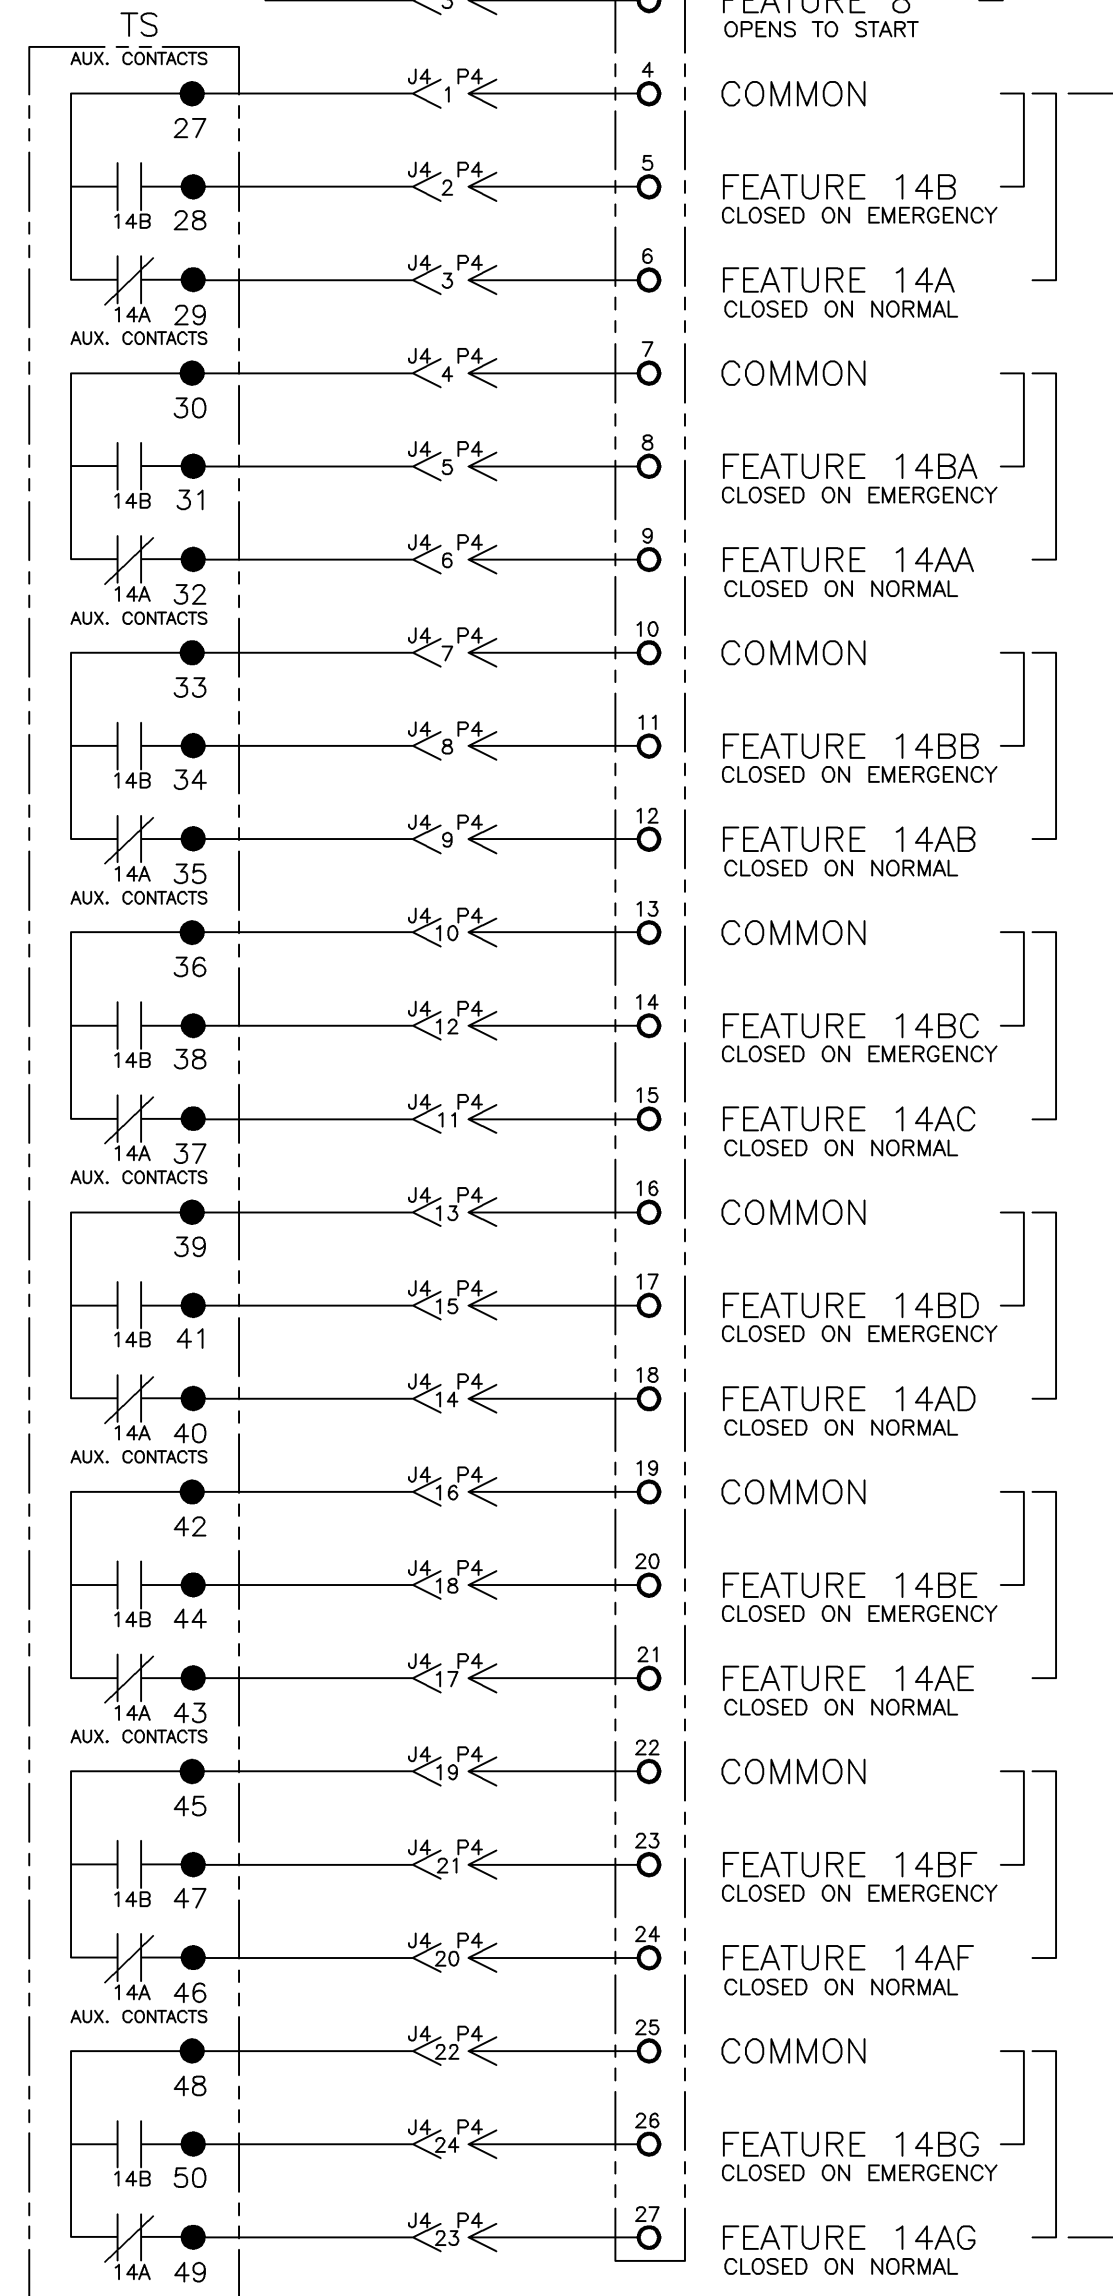 3
FEATURE 8
OPENS TO START
TS
AUX. CONTACTS
27 J4 1 P4 4 COMMON
14B 28 J4 2 P4 5 FEATURE 14B
CLOSED ON EMERGENCY
14A 29 J4 3 P4 6 FEATURE 14A
CLOSED ON NORMAL
AUX. CONTACTS
30 J4 4 P4 7 COMMON
14B 31 J4 5 P4 8 FEATURE 14BA
CLOSED ON EMERGENCY
14A 32 J4 6 P4 9 FEATURE 14AA
CLOSED ON NORMAL
AUX. CONTACTS
33 J4 7 P4 10 COMMON
14B 34 J4 8 P4 11 FEATURE 14BB
CLOSED ON EMERGENCY
14A 35 J4 9 P4 12 FEATURE 14AB
CLOSED ON NORMAL
AUX. CONTACTS
36 J4 10 P4 13 COMMON
14B 38 J4 12 P4 14 FEATURE 14BC
CLOSED ON EMERGENCY
14A 37 J4 11 P4 15 FEATURE 14AC
CLOSED ON NORMAL
AUX. CONTACTS
39 J4 13 P4 16 COMMON
14B 41 J4 15 P4 17 FEATURE 14BD
CLOSED ON EMERGENCY
14A 40 J4 14 P4 18 FEATURE 14AD
CLOSED ON NORMAL
AUX. CONTACTS
42 J4 16 P4 19 COMMON
14B 44 J4 18 P4 20 FEATURE 14BE
CLOSED ON EMERGENCY
14A 43 J4 17 P4 21 FEATURE 14AE
CLOSED ON NORMAL
AUX. CONTACTS
45 J4 19 P4 22 COMMON
14B 47 J4 21 P4 23 FEATURE 14BF
CLOSED ON EMERGENCY
14A 46 J4 20 P4 24 FEATURE 14AF
CLOSED ON NORMAL
AUX. CONTACTS
48 J4 22 P4 25 COMMON
14B 50 J4 24 P4 26 FEATURE 14BG
CLOSED ON EMERGENCY
14A 49 J4 23 P4 27 FEATURE 14AG
CLOSED ON NORMAL